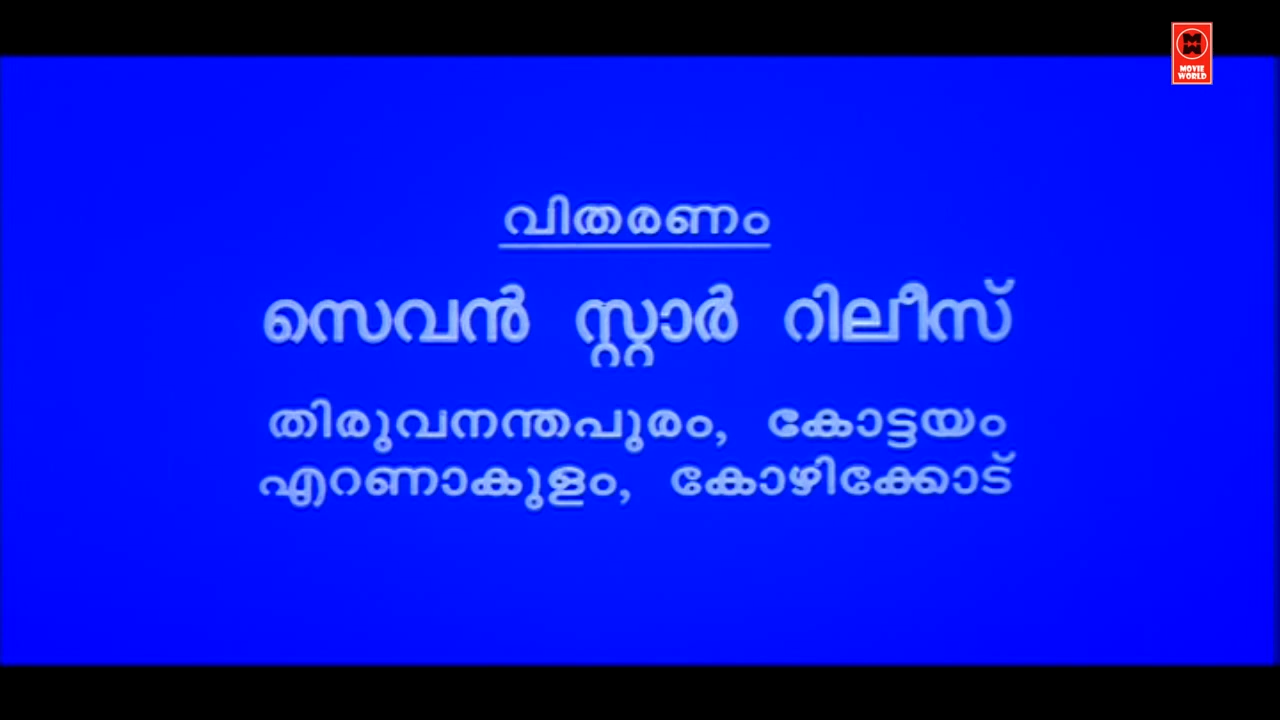 MOVIE
WORLD
വിതരണം
സെവൻ സ്റ്റാർ റിലീസ്
തിരുവനന്തപുരം, കോട്ടയം
എറണാകുളം, കോഴിക്കോട്